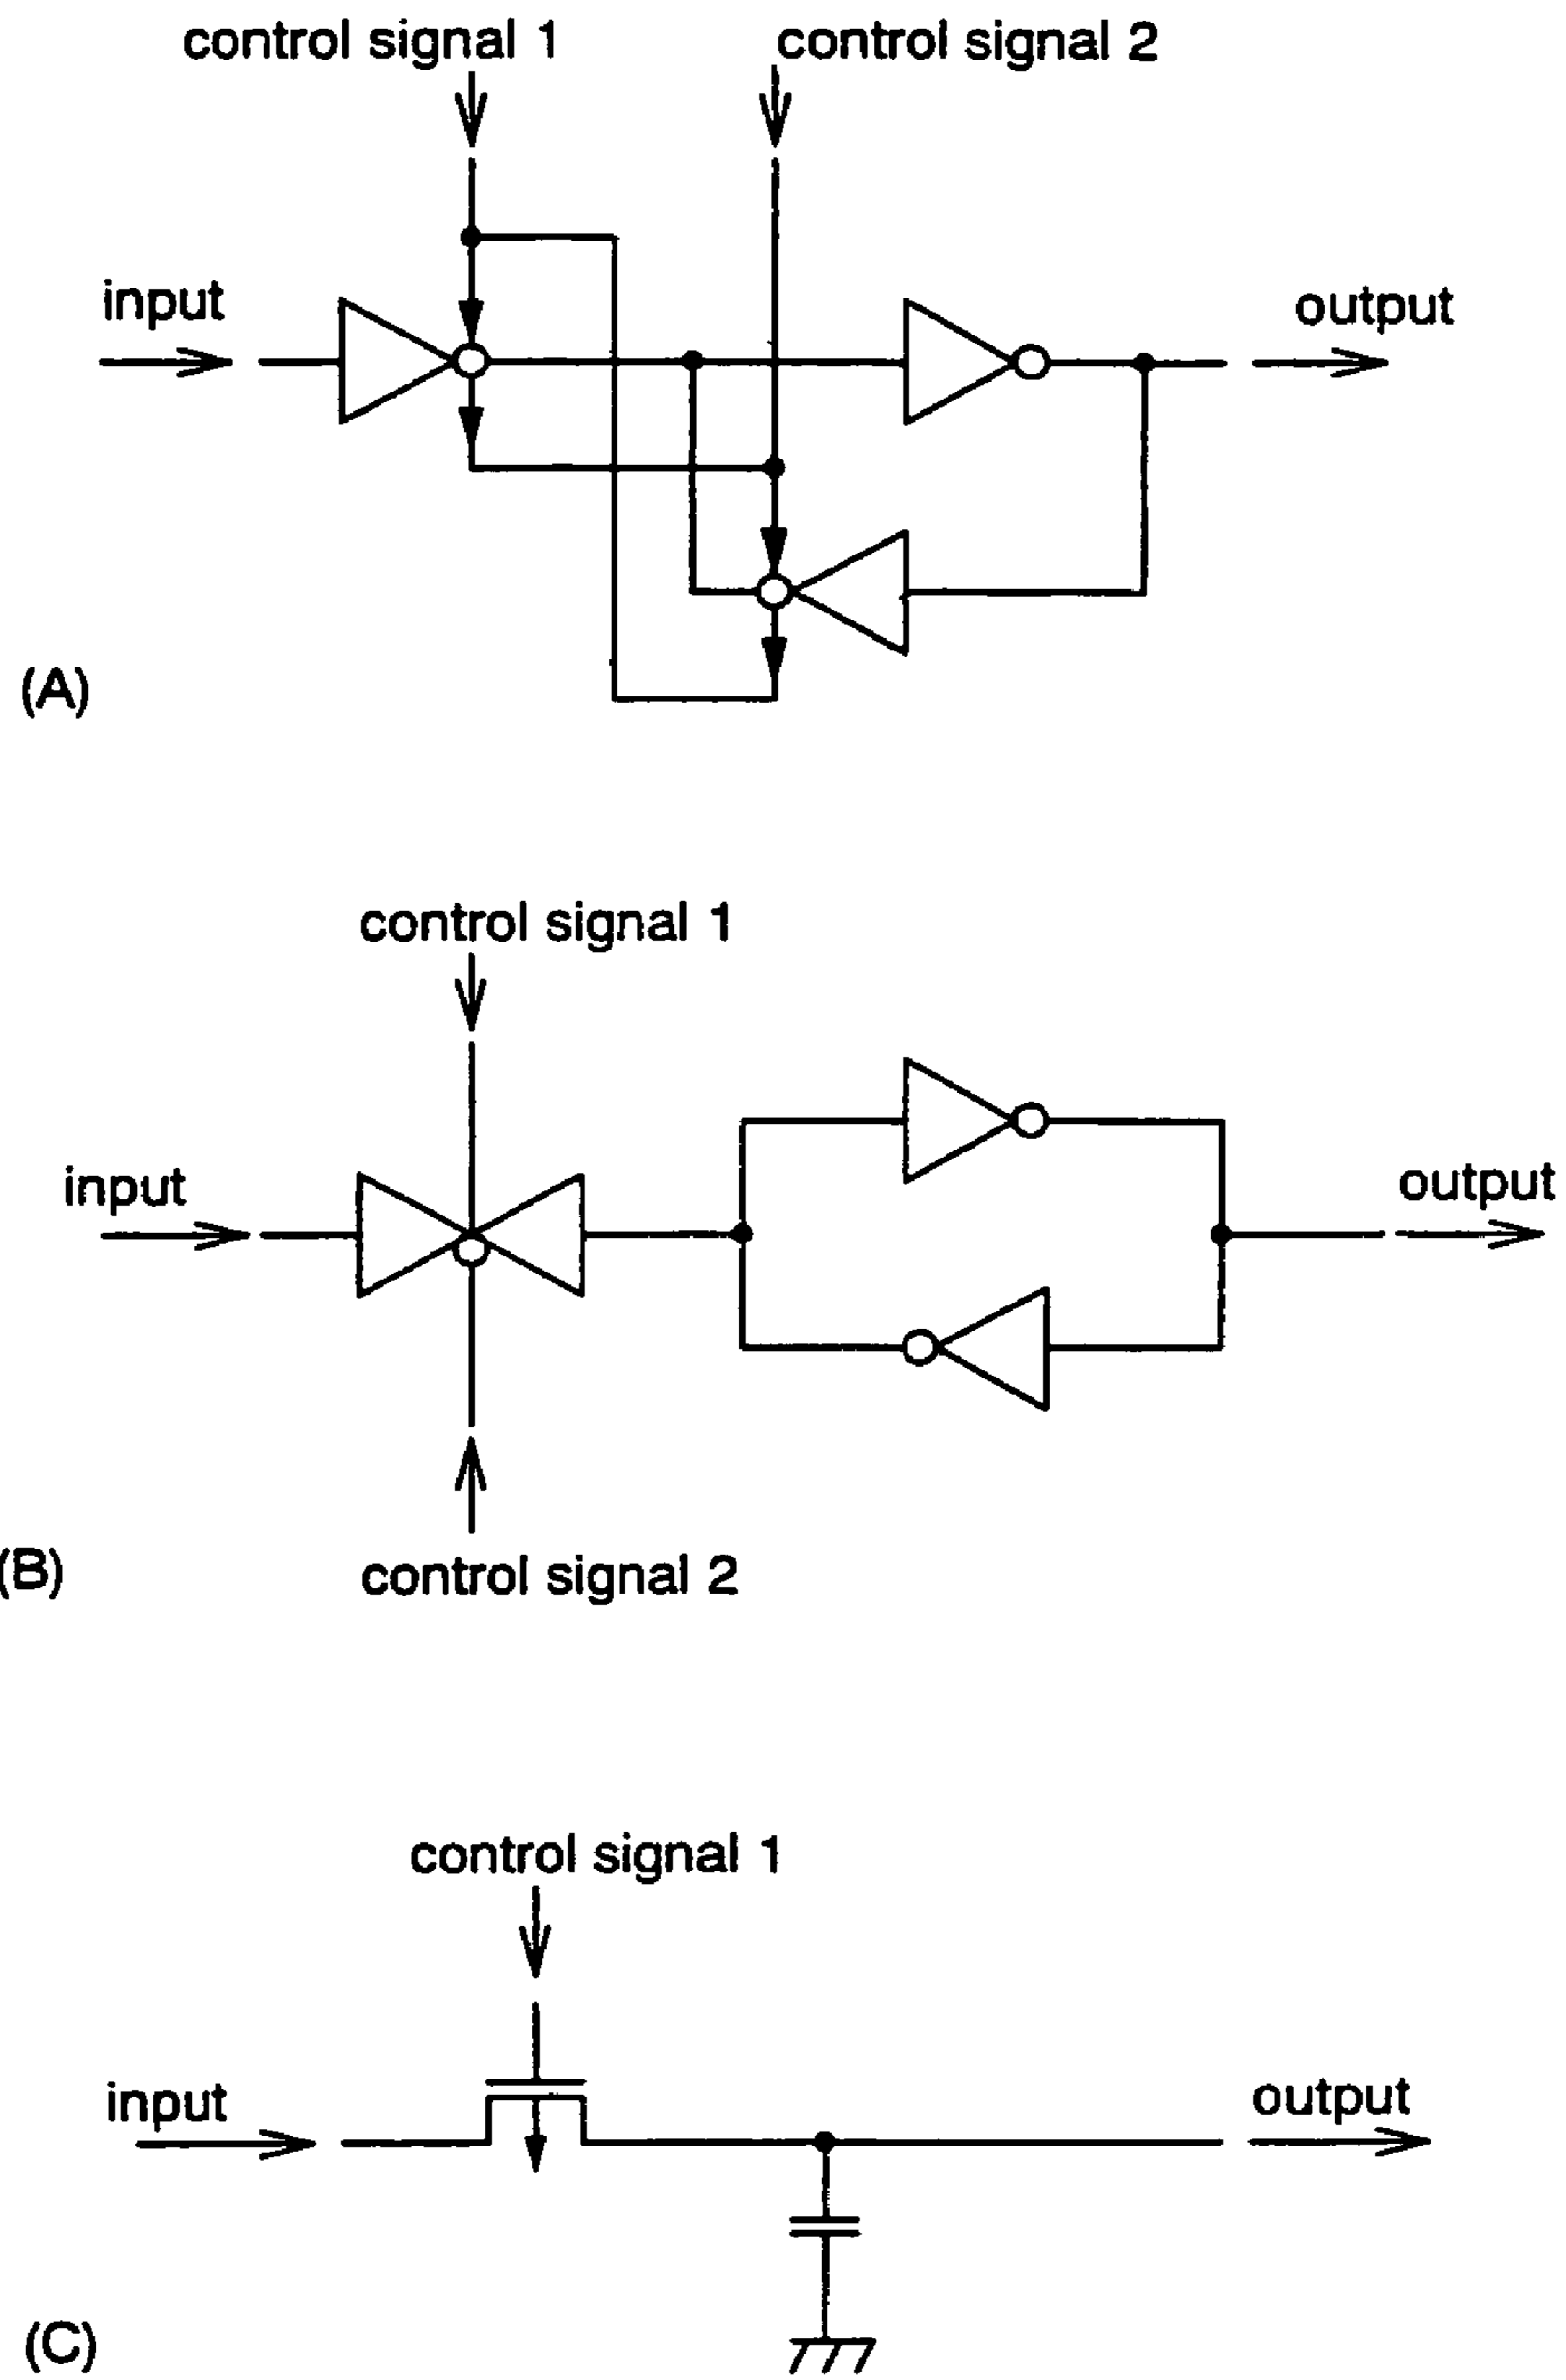 control signal 1
control signal 2
input
output
(A)
control signal 1
input
output
(B)
control signal 2
control signal 1
input
output
(C)